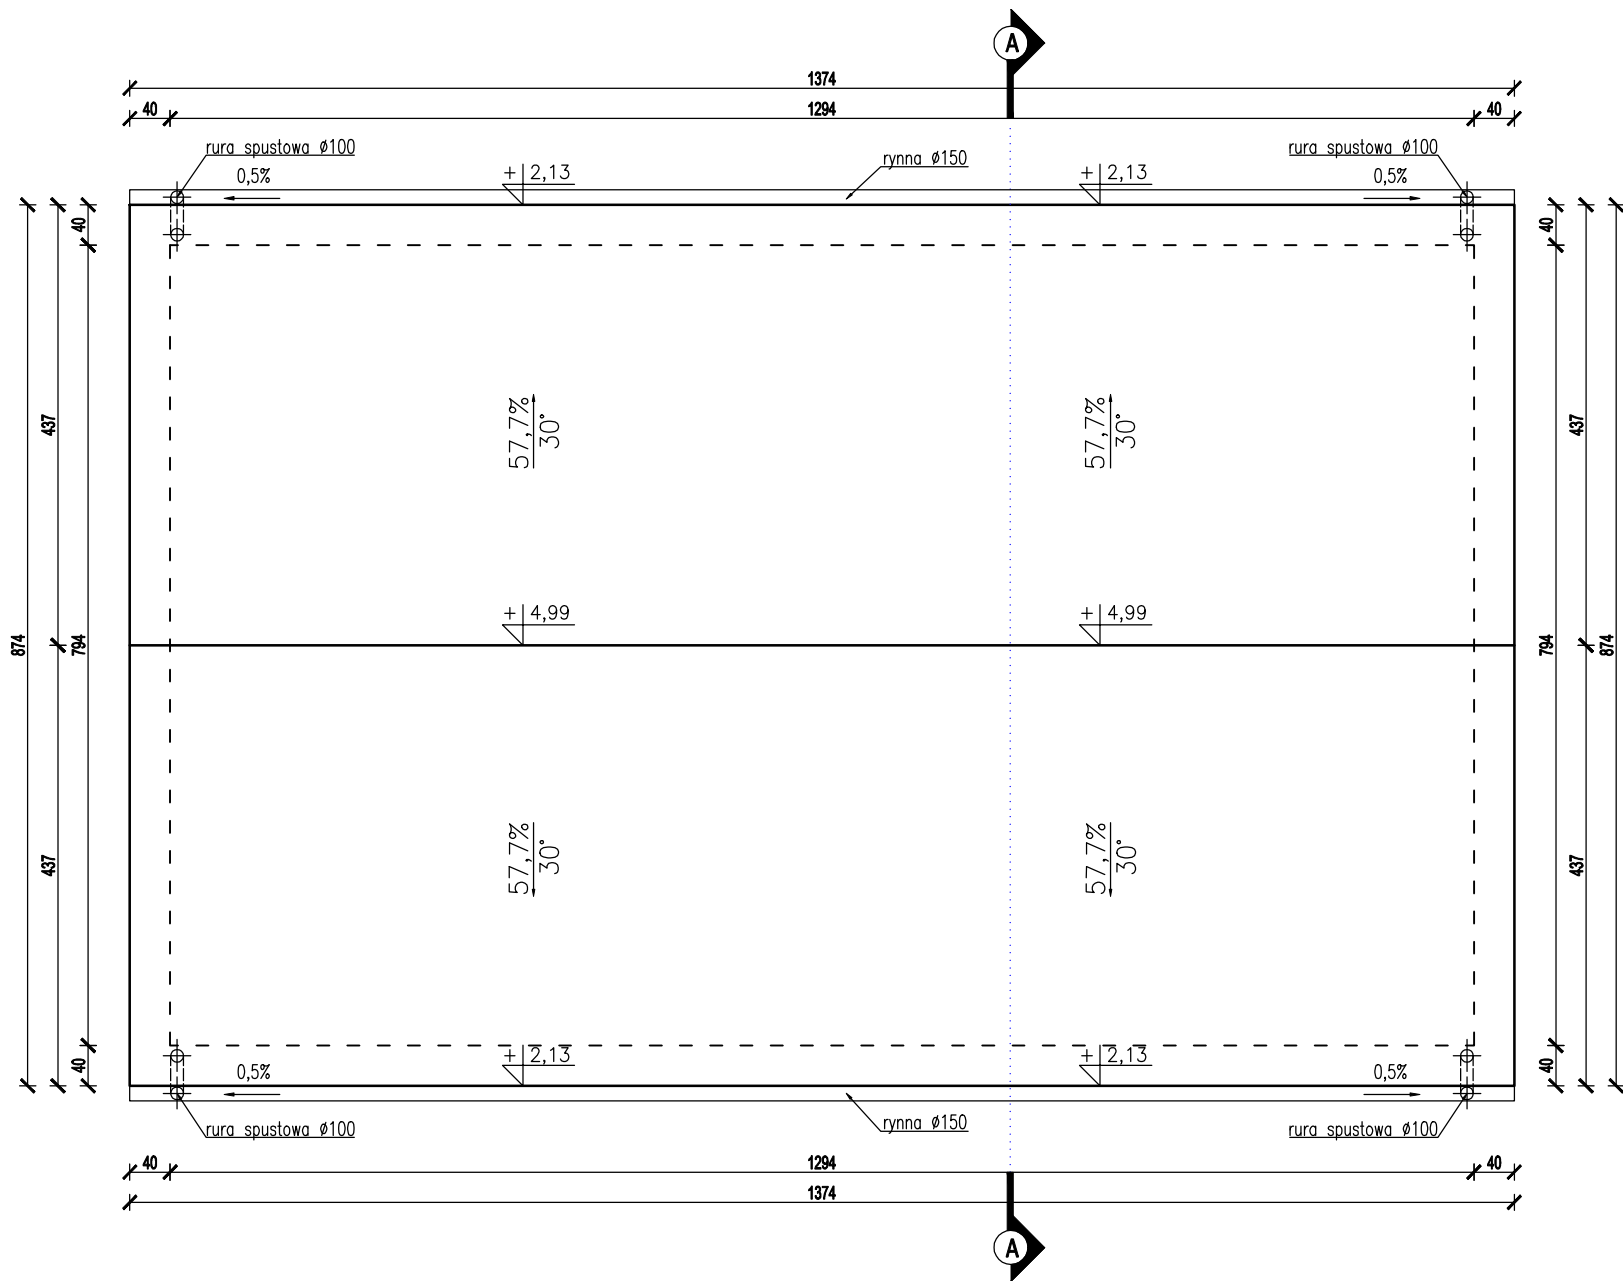 A
1374
40 1294 40
rura spustowa Ø100 rynna Ø150 rura spustowa Ø100
0,5% + 2,13 + 2,13 0,5%
40 40
437 437
57,7% 57,7%
30° 30°
+ 4,99 + 4,99
874 794 794 874
437 437
57,7% 57,7%
30° 30°
+ 2,13 + 2,13
40 0,5% 0,5% 40
rura spustowa Ø100 rynna Ø150 rura spustowa Ø100
40 1294 40
1374
A